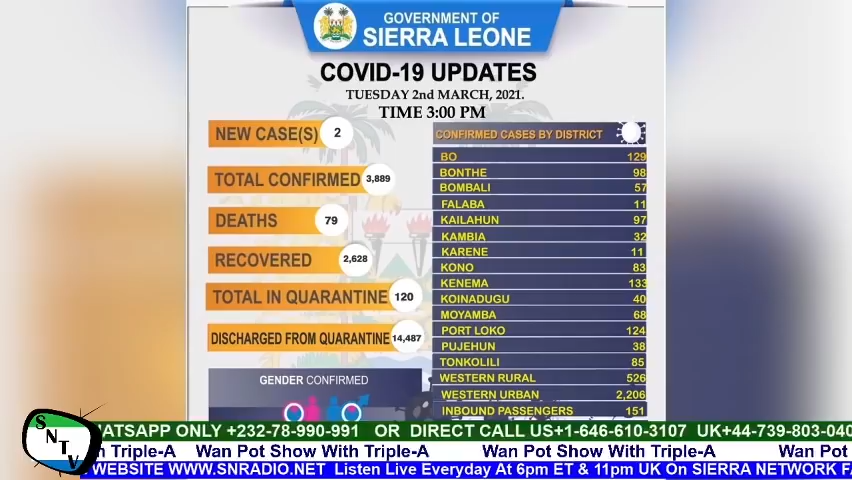 GOVERNMENT OF
SIERRA LEONE
COVID-19 UPDATES
TUESDAY 2nd MARCH, 2021.
TIME 3:00 PM
NEW CASE(S) 2
TOTAL CONFIRMED 3,889
DEATHS 79
RECOVERED 2,628
TOTAL IN QUARANTINE 120
DISCHARGED FROM QUARANTINE 14,487
GENDER CONFIRMED
CONFIRMED CASES BY DISTRICT
BO 129
BONTHE 98
BOMBALI 57
FALABA 11
KAILAHUN 97
KAMBIA 32
KARENE 11
KONO 83
KENEMA 133
KOINADUGU 40
MOYAMBA 68
PORT LOKO 124
PUJEHUN 38
TONKOLILI 85
WESTERN RURAL 526
WESTERN URBAN 2,206
INBOUND PASSENGERS 151
SNTV
WHATSAPP ONLY +232-78-990-991 OR DIRECT CALL US+1-646-610-3107 UK+44-739-803-040
h Triple-A Wan Pot Show With Triple-A Wan Pot Show With Triple-A Wan Pot
WEBSITE WWW.SNRADIO.NET Listen Live Everyday At 6pm ET & 11pm UK On SIERRA NETWORK FA